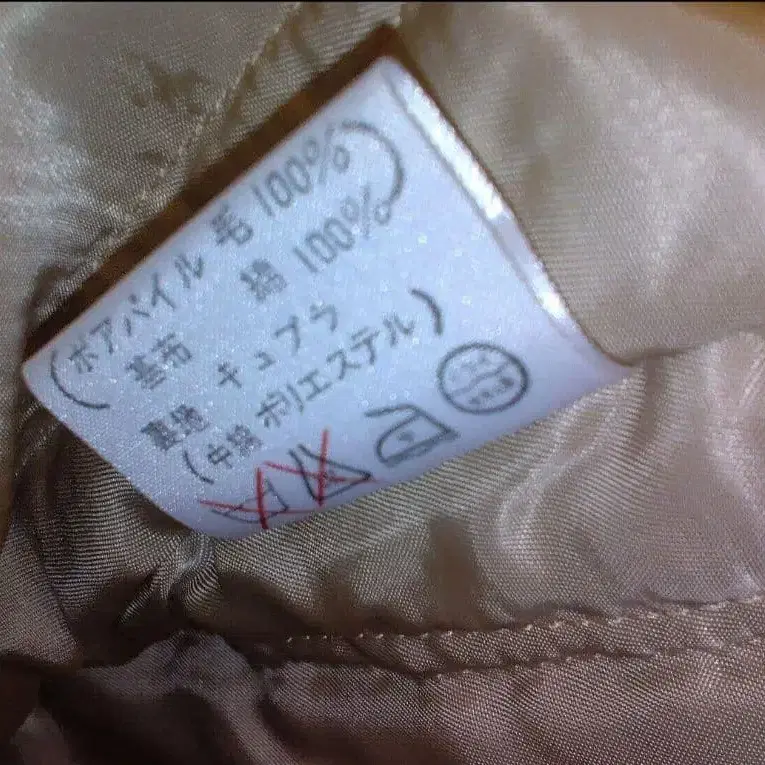 (ボアパイル 毛 100%)
基布 綿 100%
裏地 キュプラ
(中綿 ポリエステル)